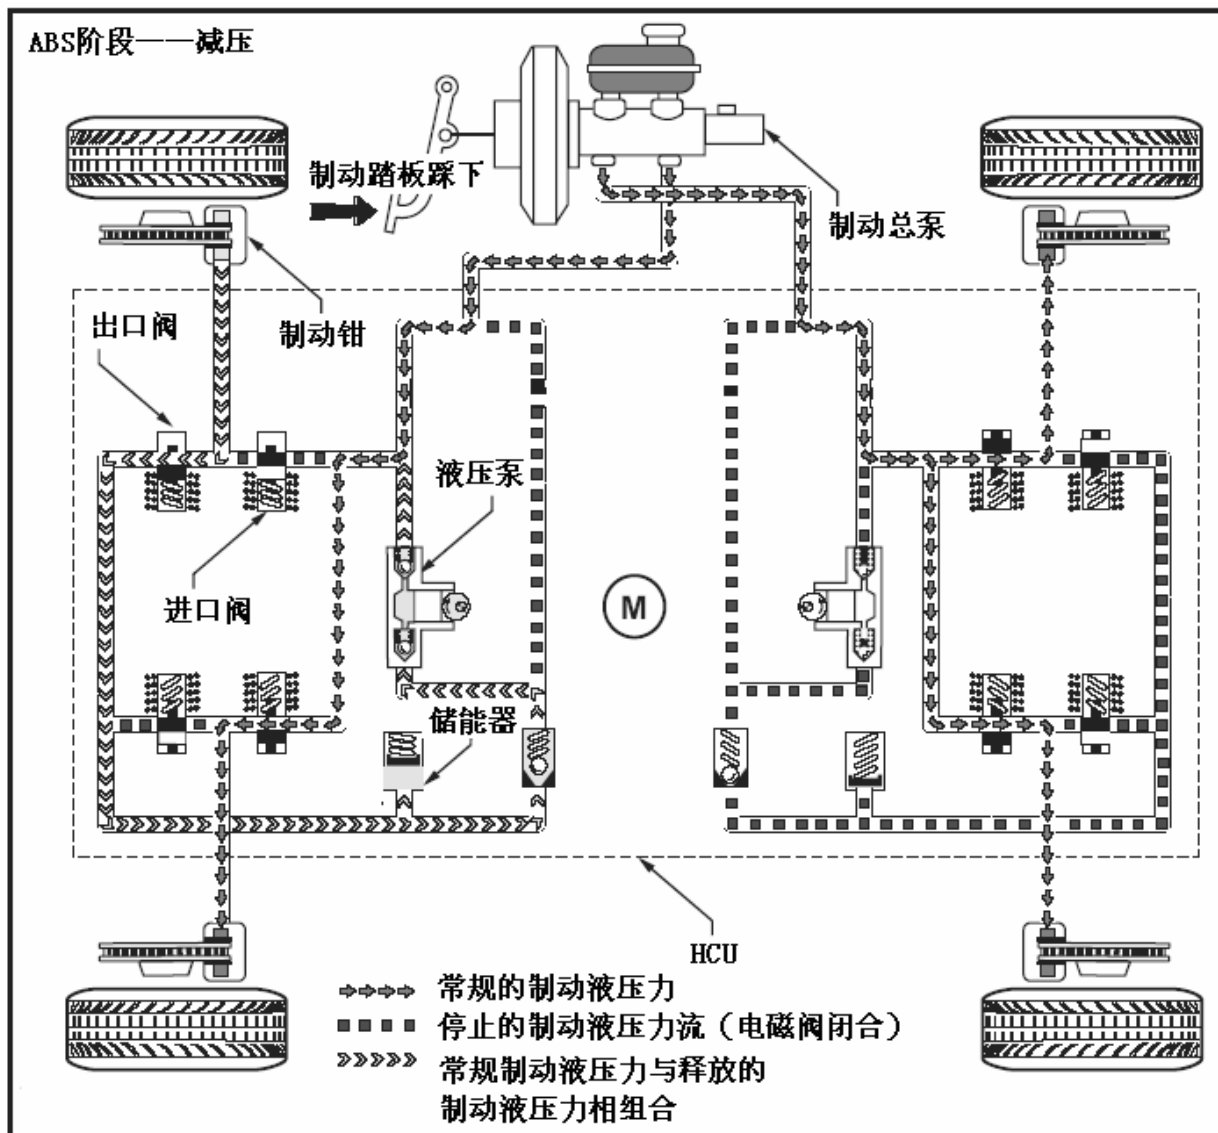 ABS阶段——减压
制动踏板踩下
制动总泵
出口阀
制动钳
液压泵
进口阀
M
储能器
HCU
常规的制动液压力
停止的制动液压力流（电磁阀闭合）
常规制动液压力与释放的
制动液压力相组合